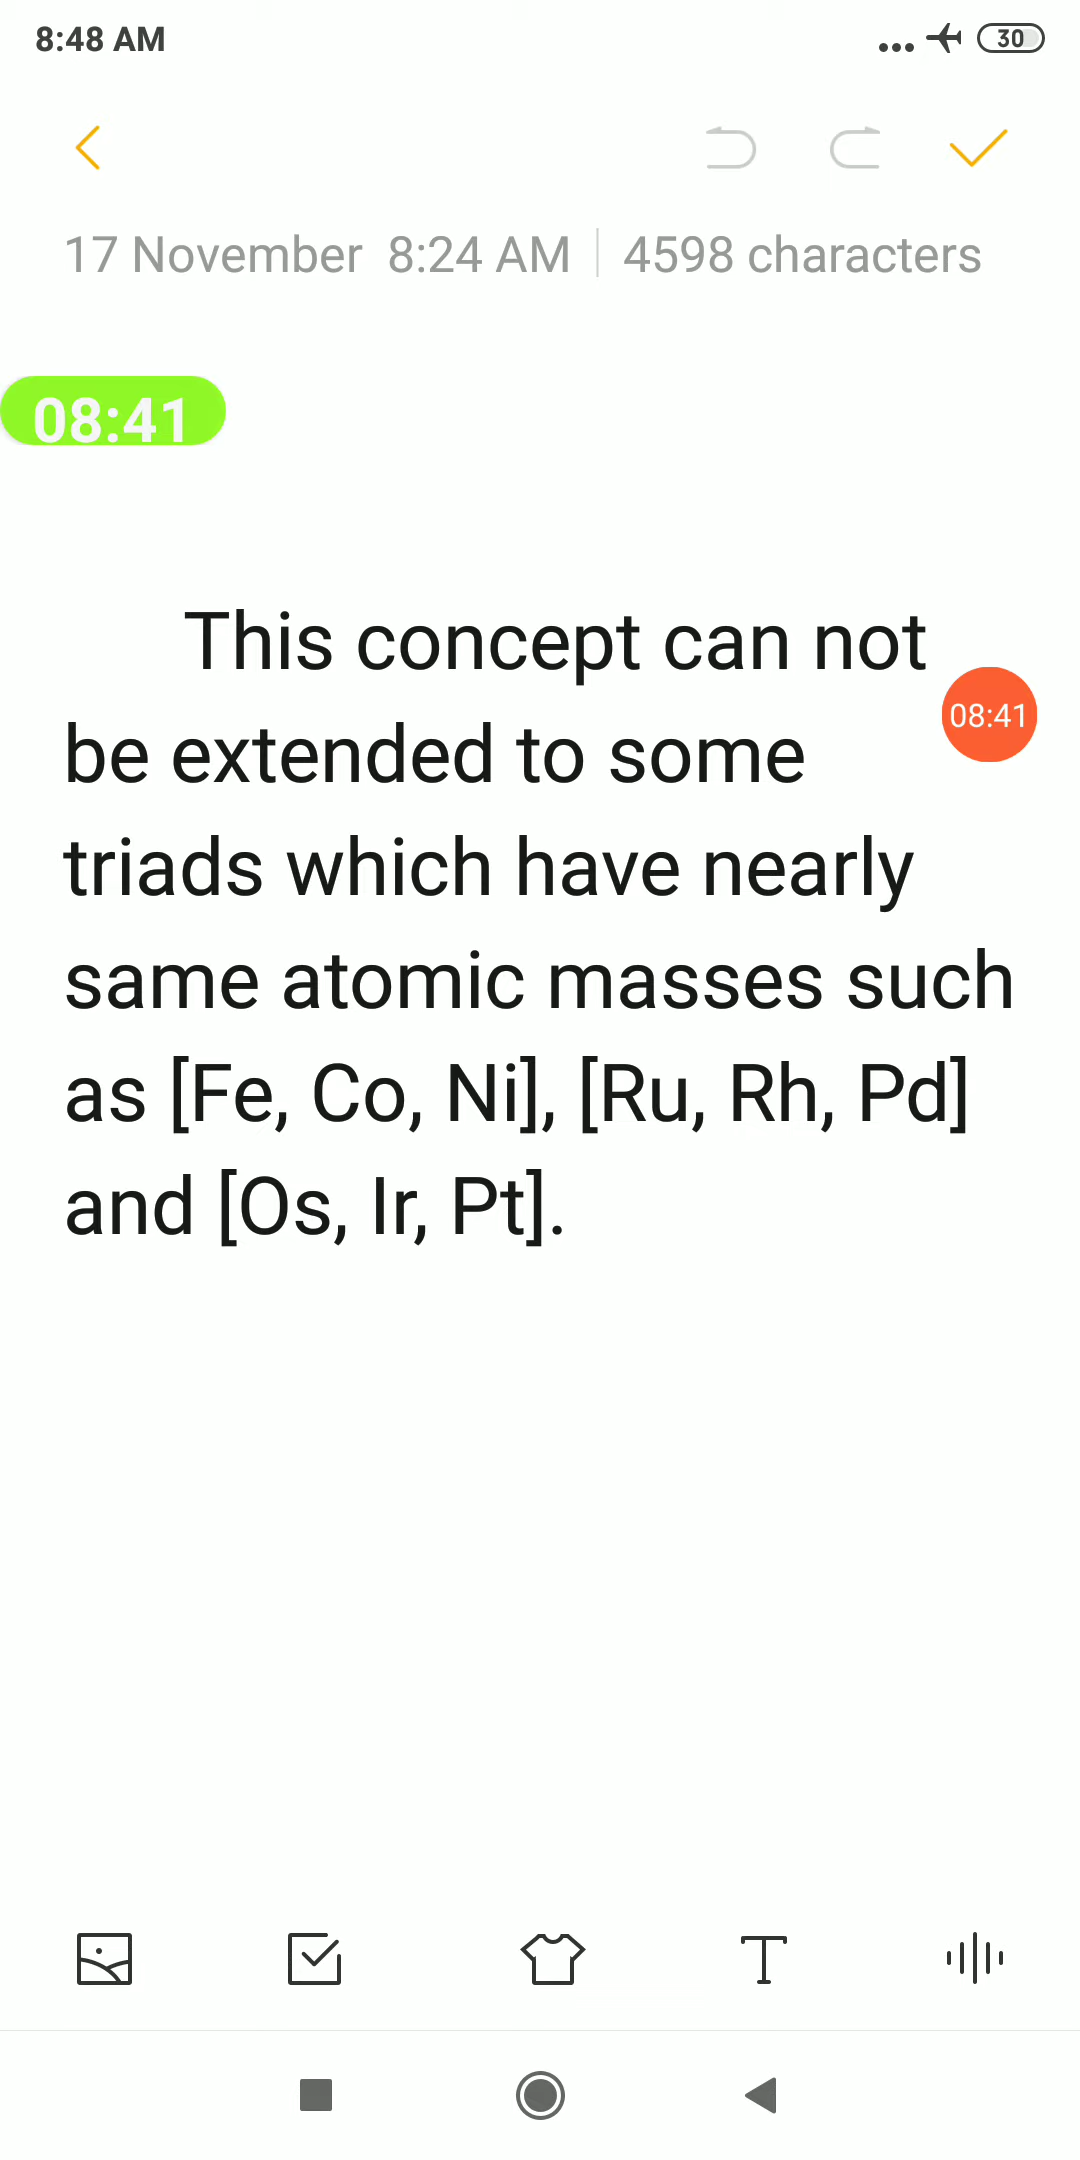 8:48 AM
30
17 November 8:24 AM 4598 characters
08:41
This concept can not
08:41
be extended to some
triads which have nearly
same atomic masses such
as [Fe, Co, Ni], [Ru, Rh, Pd]
and [Os, Ir, Pt].